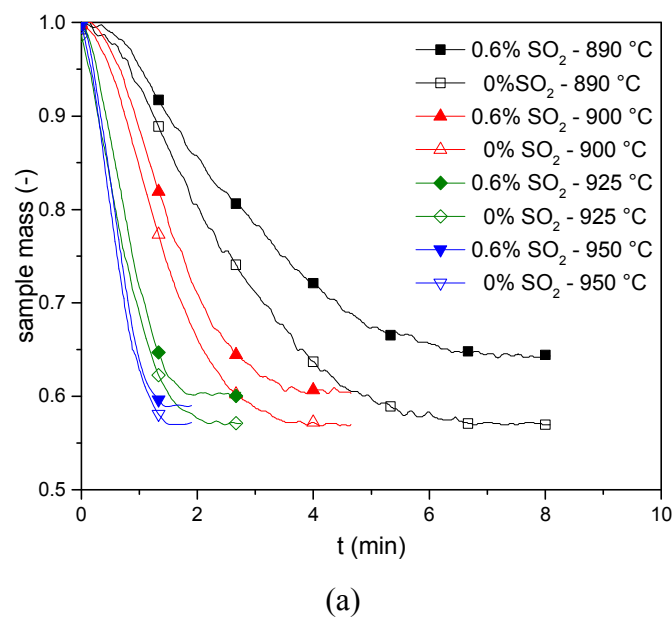 1.0
0.9
0.8
0.7
0.6
0.5
sample mass (-)
0.6% SO₂ - 890 °C
0%SO₂ - 890 °C
0.6% SO₂ - 900 °C
0% SO₂ - 900 °C
0.6% SO₂ - 925 °C
0% SO₂ - 925 °C
0.6% SO₂ - 950 °C
0% SO₂ - 950 °C
0 2 4 6 8 10
t (min)
(a)